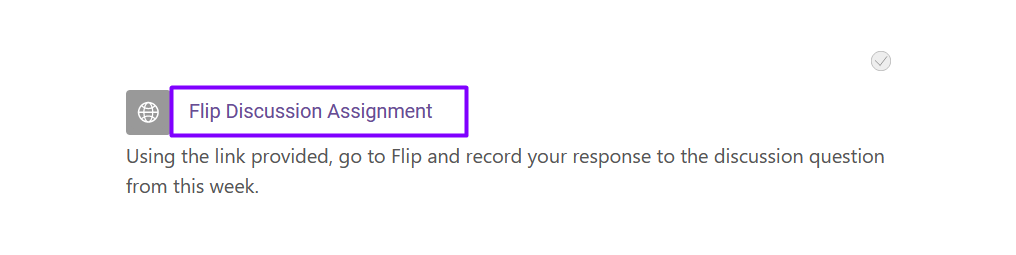 Flip Discussion Assignment
Using the link provided, go to Flip and record your response to the discussion question
from this week.